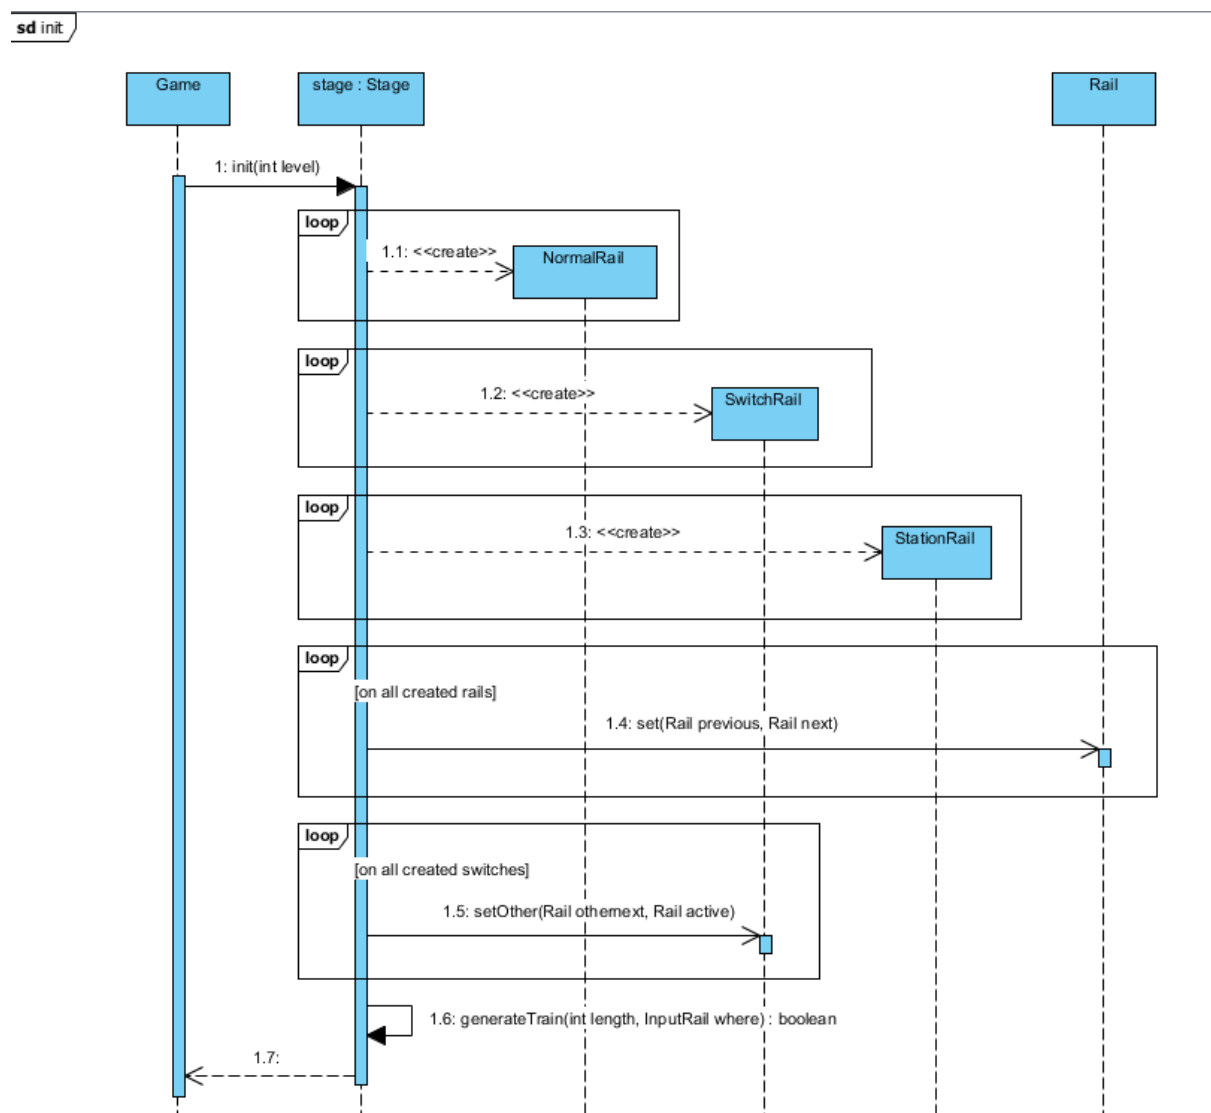 sd init
Game
stage : Stage
Rail
1: init(int level)
loop
1.1: <<create>>
NormalRail
loop
1.2: <<create>>
SwitchRail
loop
1.3: <<create>>
StationRail
loop
[on all created rails]
1.4: set(Rail previous, Rail next)
loop
[on all created switches]
1.5: setOther(Rail othernext, Rail active)
1.6: generateTrain(int length, InputRail where) : boolean
1.7: